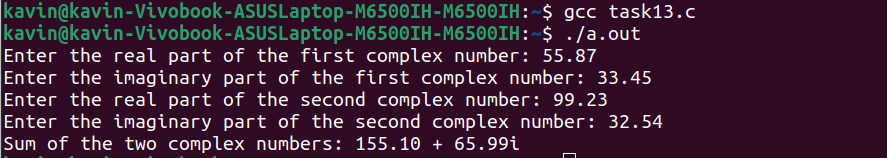 kavin@kavin-Vivobook-ASUSLaptop-M6500IH-M6500IH:~$ gcc task13.c
kavin@kavin-Vivobook-ASUSLaptop-M6500IH-M6500IH:~$ ./a.out
Enter the real part of the first complex number: 55.87
Enter the imaginary part of the first complex number: 33.45
Enter the real part of the second complex number: 99.23
Enter the imaginary part of the second complex number: 32.54
Sum of the two complex numbers: 155.10 + 65.99i